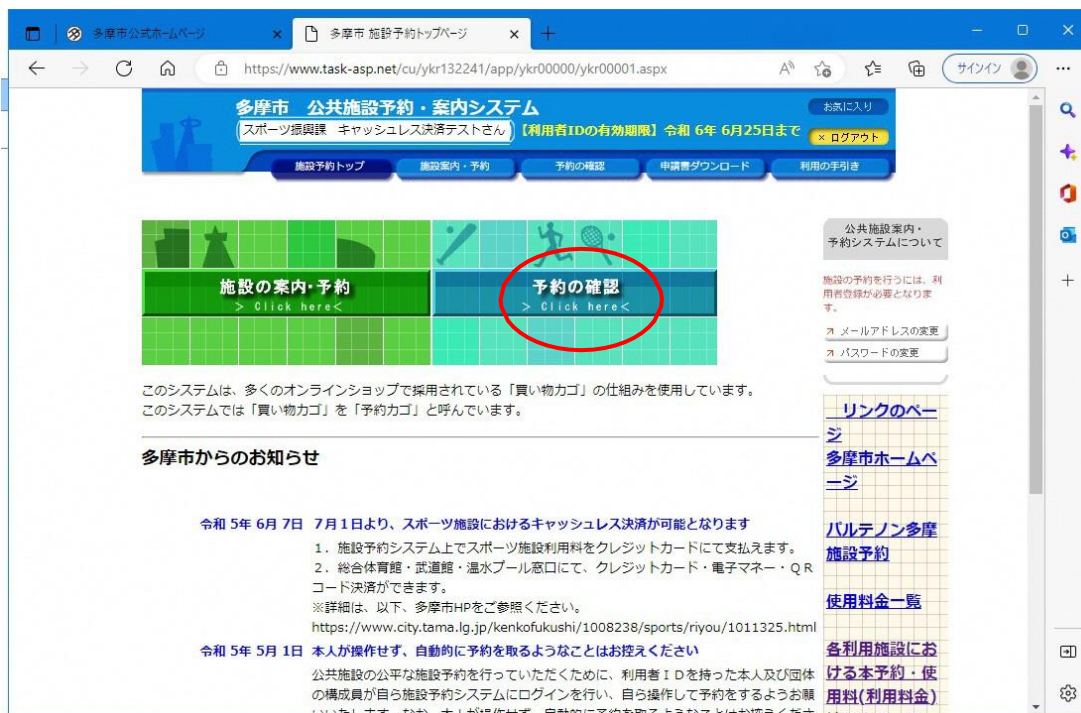 多摩市公式ホームページ
多摩市 施設予約トップページ
https://www.task-asp.net/cu/ykr132241/app/ykr00000/ykr00001.aspx
サインイン
多摩市 公共施設予約・案内システム
お気に入り
スポーツ振興課 キャッシュレス決済テストさん
【利用者IDの有効期限】令和 6年 6月25日まで
× ログアウト
施設予約トップ
施設案内・予約
予約の確認
申請書ダウンロード
利用の手引き
施設の案内・予約
> Click here <
予約の確認
> Click here <
公共施設案内・
予約システムについて
施設の予約を行うには、利
用者登録が必要となりま
す。
メールアドレスの変更
パスワードの変更
このシステムは、多くのオンラインショップで採用されている「買い物カゴ」の仕組みを使用しています。
このシステムでは「買い物カゴ」を「予約カゴ」と呼んでいます。
多摩市からのお知らせ
令和 5年 6月 7日 7月1日より、スポーツ施設におけるキャッシュレス決済が可能となります
1.施設予約システム上でスポーツ施設利用料をクレジットカードにて支払えます。
2.総合体育館・武道館・温水プール窓口にて、クレジットカード・電子マネー・QR
コード決済ができます。
※詳細は、以下、多摩市HPをご参照ください。
https://www.city.tama.lg.jp/kenkofukushi/1008238/sports/riyou/1011325.html
令和 5年 5月 1日 本人が操作せず、自動的に予約を取るようなことはお控えください
公共施設の公平な施設予約を行っていただくために、利用者IDを持った本人及び団体
の構成員が自ら施設予約システムにログインを行い、自ら操作して予約をするようお願
リンクのペー
ジ
多摩市ホームペ
ージ
パルテノン多摩
施設予約
使用料金一覧
各利用施設にお
ける本予約・使
用料(利用料金)